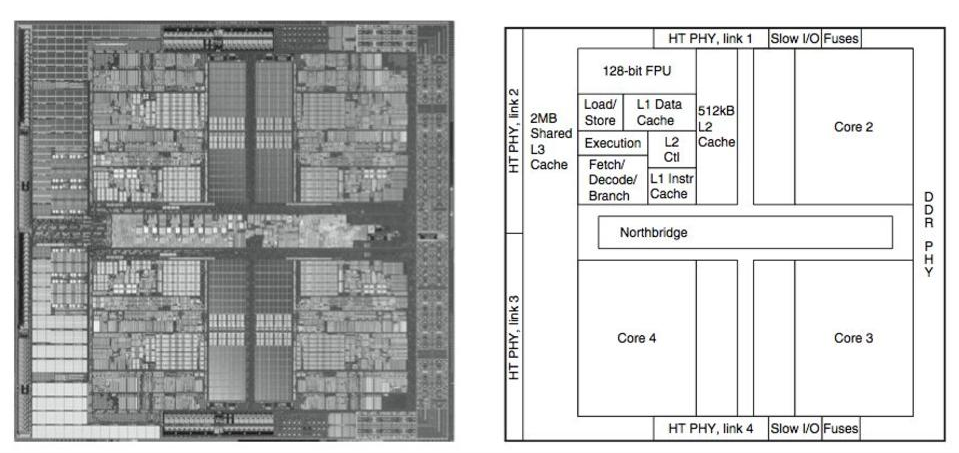 HT PHY, link 1
Slow I/O
Fuses
HT PHY, link 2
2MB
Shared
L3
Cache
128-bit FPU
Load/
Store
L1 Data
Cache
Execution
L2
Ctl
Fetch/
Decode/
Branch
L1 Instr
Cache
512kB
L2
Cache
Core 2
Northbridge
DDR PHY
HT PHY, link 3
Core 4
Core 3
HT PHY, link 4
Slow I/O
Fuses